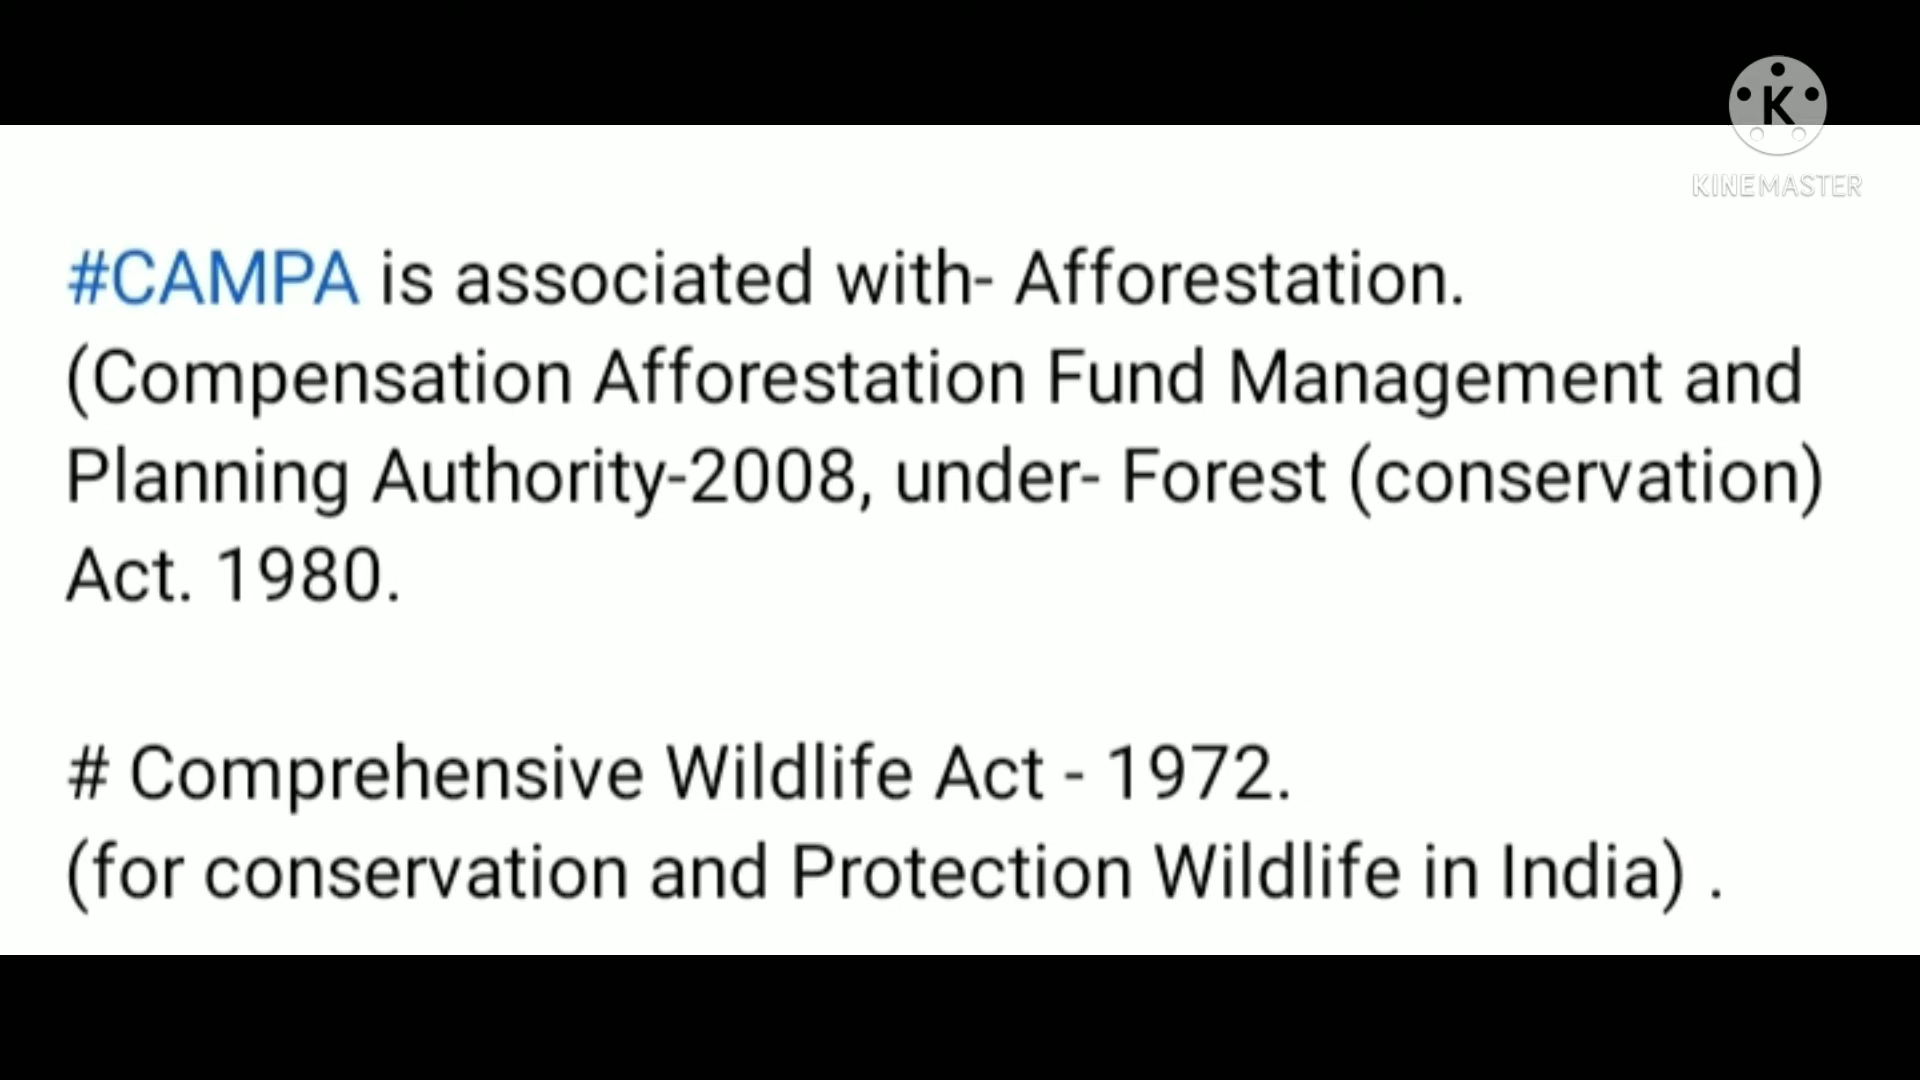 K
KINEMASTER
#CAMPA is associated with- Afforestation.
(Compensation Afforestation Fund Management and
Planning Authority-2008, under- Forest (conservation)
Act. 1980.
# Comprehensive Wildlife Act - 1972.
(for conservation and Protection Wildlife in India) .